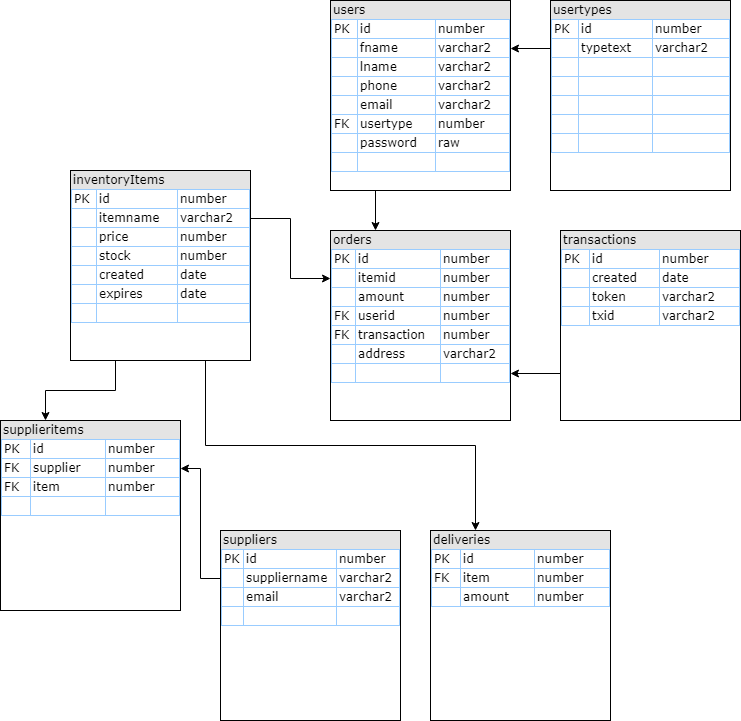 users
PK id number
fname varchar2
lname varchar2
phone varchar2
email varchar2
FK usertype number
password raw
usertypes
PK id number
typetext varchar2
inventoryItems
PK id number
itemname varchar2
price number
stock number
created date
expires date
orders
PK id number
itemid number
amount number
FK userid number
FK transaction number
address varchar2
transactions
PK id number
created date
token varchar2
txid varchar2
supplieritems
PK id number
FK supplier number
FK item number
suppliers
PK id number
suppliername varchar2
email varchar2
deliveries
PK id number
FK item number
amount number